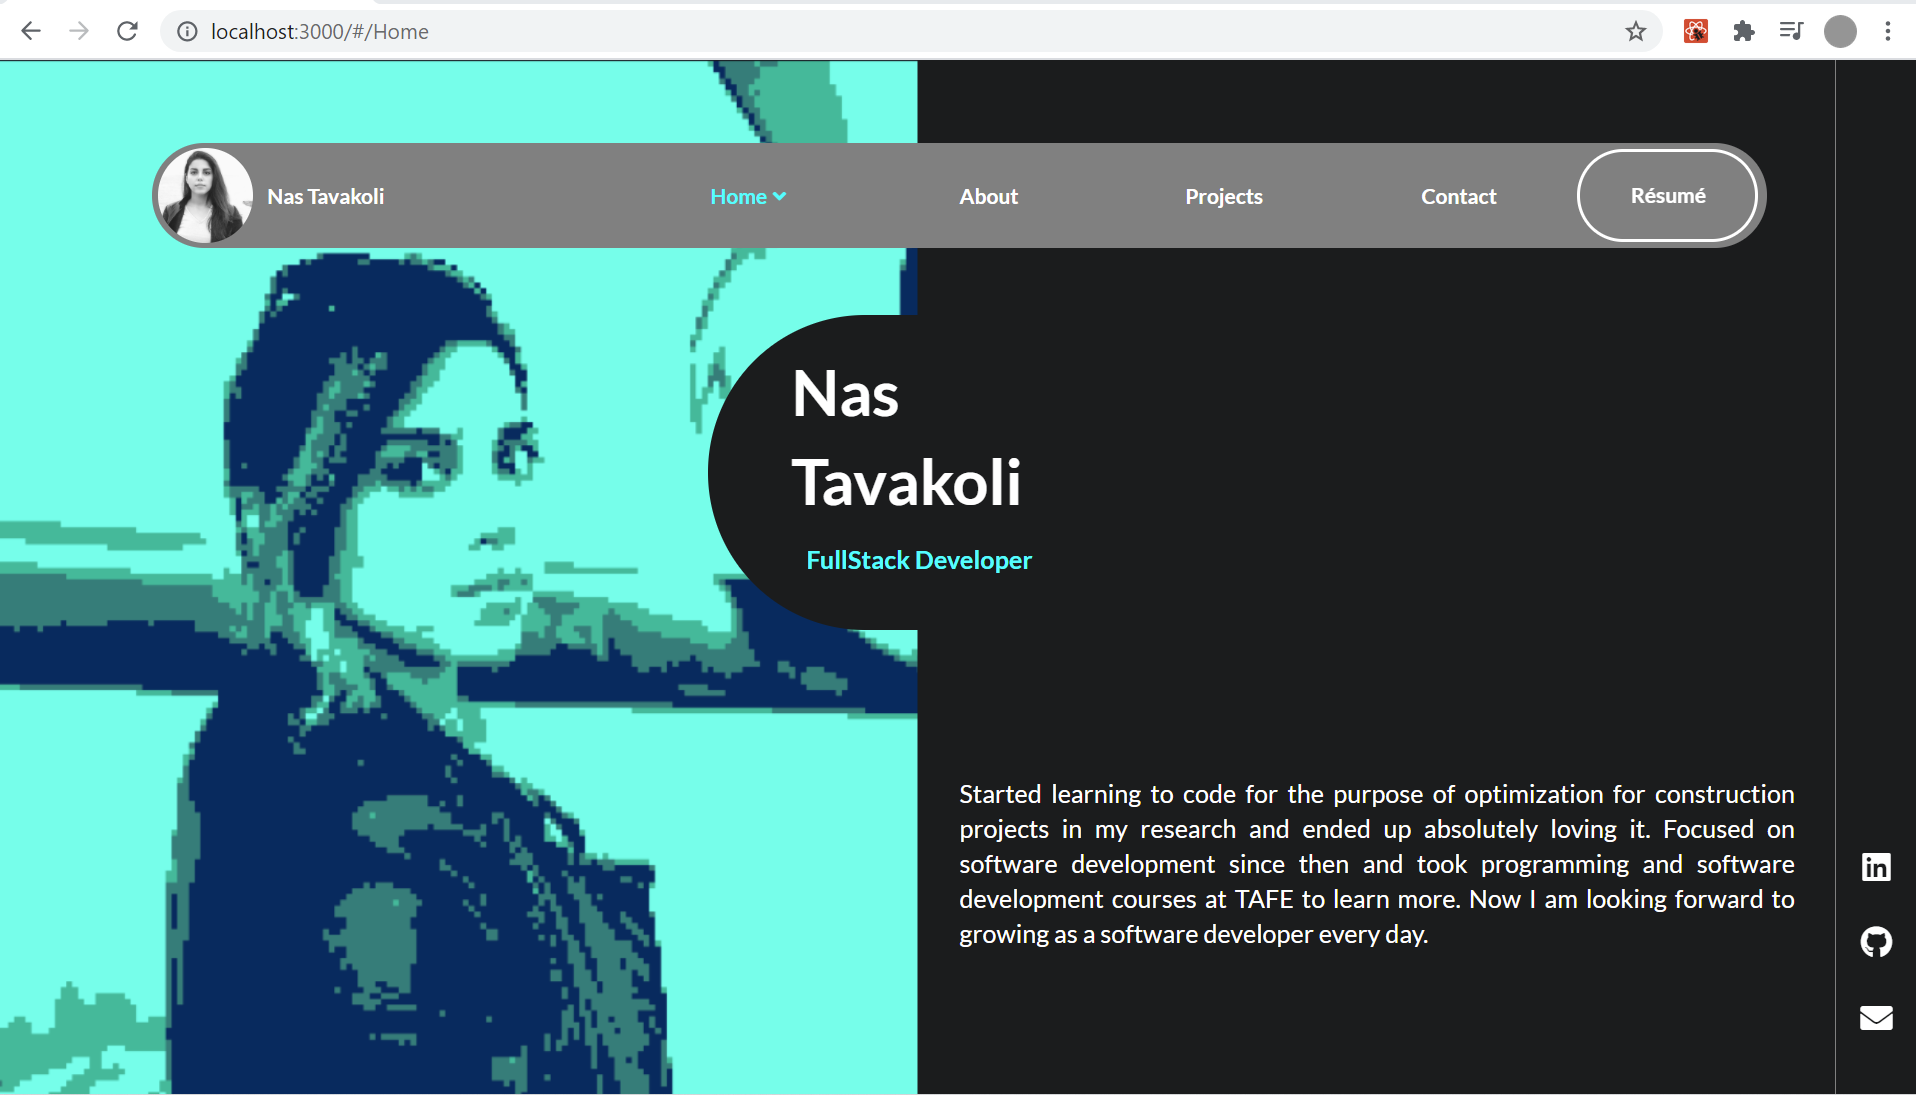 localhost:3000/#/Home
Nas Tavakoli
Home
About
Projects
Contact
Résumé
Nas
Tavakoli
FullStack Developer
Started learning to code for the purpose of optimization for construction
projects in my research and ended up absolutely loving it. Focused on
software development since then and took programming and software
development courses at TAFE to learn more. Now I am looking forward to
growing as a software developer every day.
in